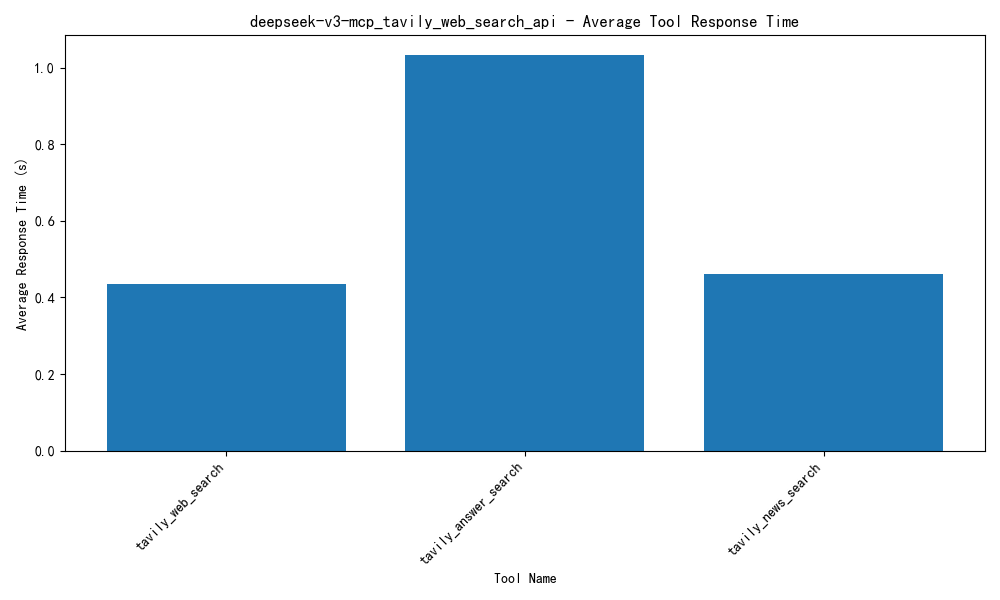 deepseek-v3-mcp_tavily_web_search_api - Average Tool Response Time
Average Response Time (s)
1.0
0.8
0.6
0.4
0.2
0.0
tavily_web_search
tavily_answer_search
tavily_news_search
Tool Name